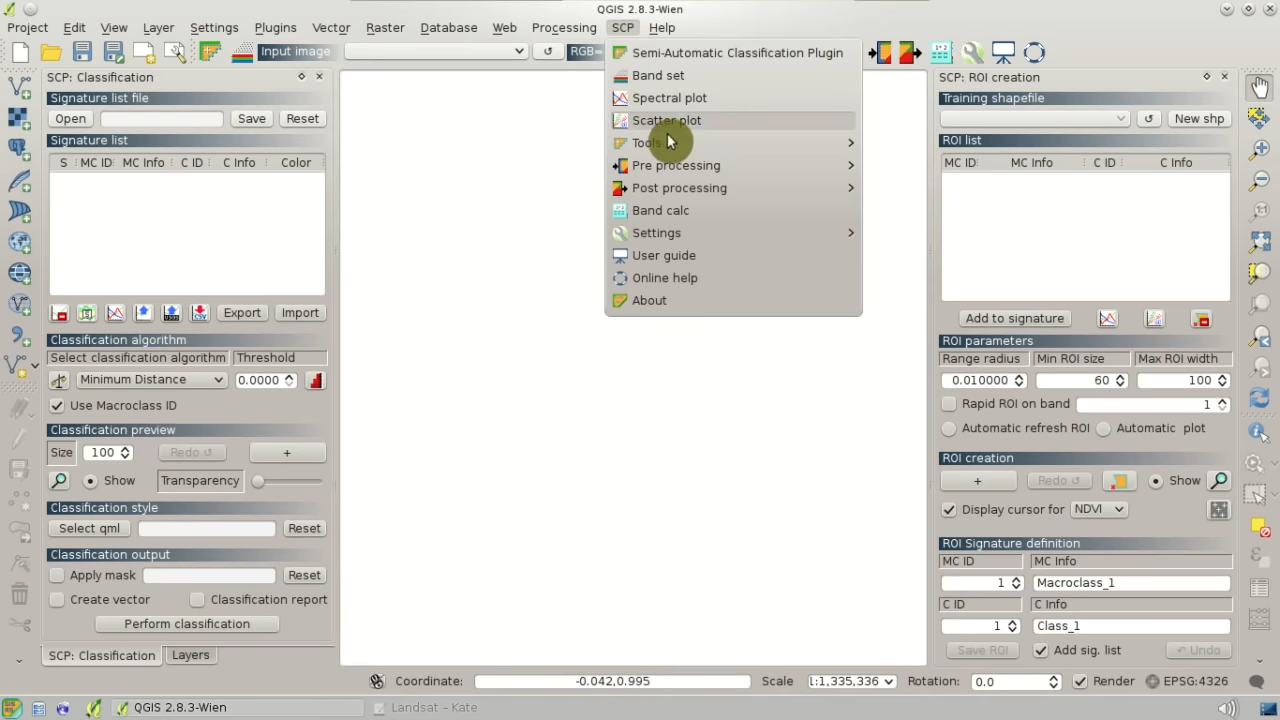 QGIS 2.8.3-Wien
Project Edit View Layer Settings Plugins Vector Raster Database Web Processing SCP Help
Input image RGB=
Semi-Automatic Classification Plugin
Band set
Spectral plot
Scatter plot
Tools
Pre processing
Post processing
Band calc
Settings
User guide
Online help
About
SCP: Classification
Signature list file
Open Save Reset
Signature list
S MC ID MC Info C ID C Info Color
Export Import
Classification algorithm
Select classification algorithm Threshold
Minimum Distance 0.0000
Use Macroclass ID
Classification preview
Size 100 Redo ↺ +
Show Transparency
Classification style
Select qml Reset
Classification output
Apply mask Reset
Create vector Classification report
Perform classification
SCP: Classification Layers
SCP: ROI creation
Training shapefile
↺ New shp
ROI list
MC ID MC Info C ID C Info
Add to signature
ROI parameters
Range radius Min ROI size Max ROI width
0.010000 60 100
Rapid ROI on band 1
Automatic refresh ROI Automatic plot
ROI creation
+ Redo ↺ Show
Display cursor for NDVI
ROI Signature definition
MC ID MC Info
1 Macroclass_1
C ID C Info
1 Class_1
Save ROI Add sig. list ↶ Undo
Coordinate: -0.042,0.995 Scale 1:1,335,336 Rotation: 0.0 Render EPSG:4326
QGIS 2.8.3-Wien Landsat - Kate